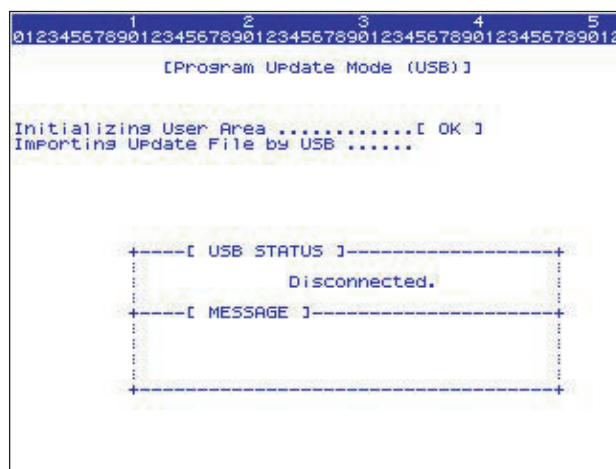 1 2 3 4 5
01234567890123456789012345678901234567890123456789012
[Program Update Mode (USB)]
Initializing User Area ............[ OK ]
Importing Update File by USB ......
+----[ USB STATUS ]------------------+
Disconnected.
+----[ MESSAGE ]---------------------+
+------------------------------------+